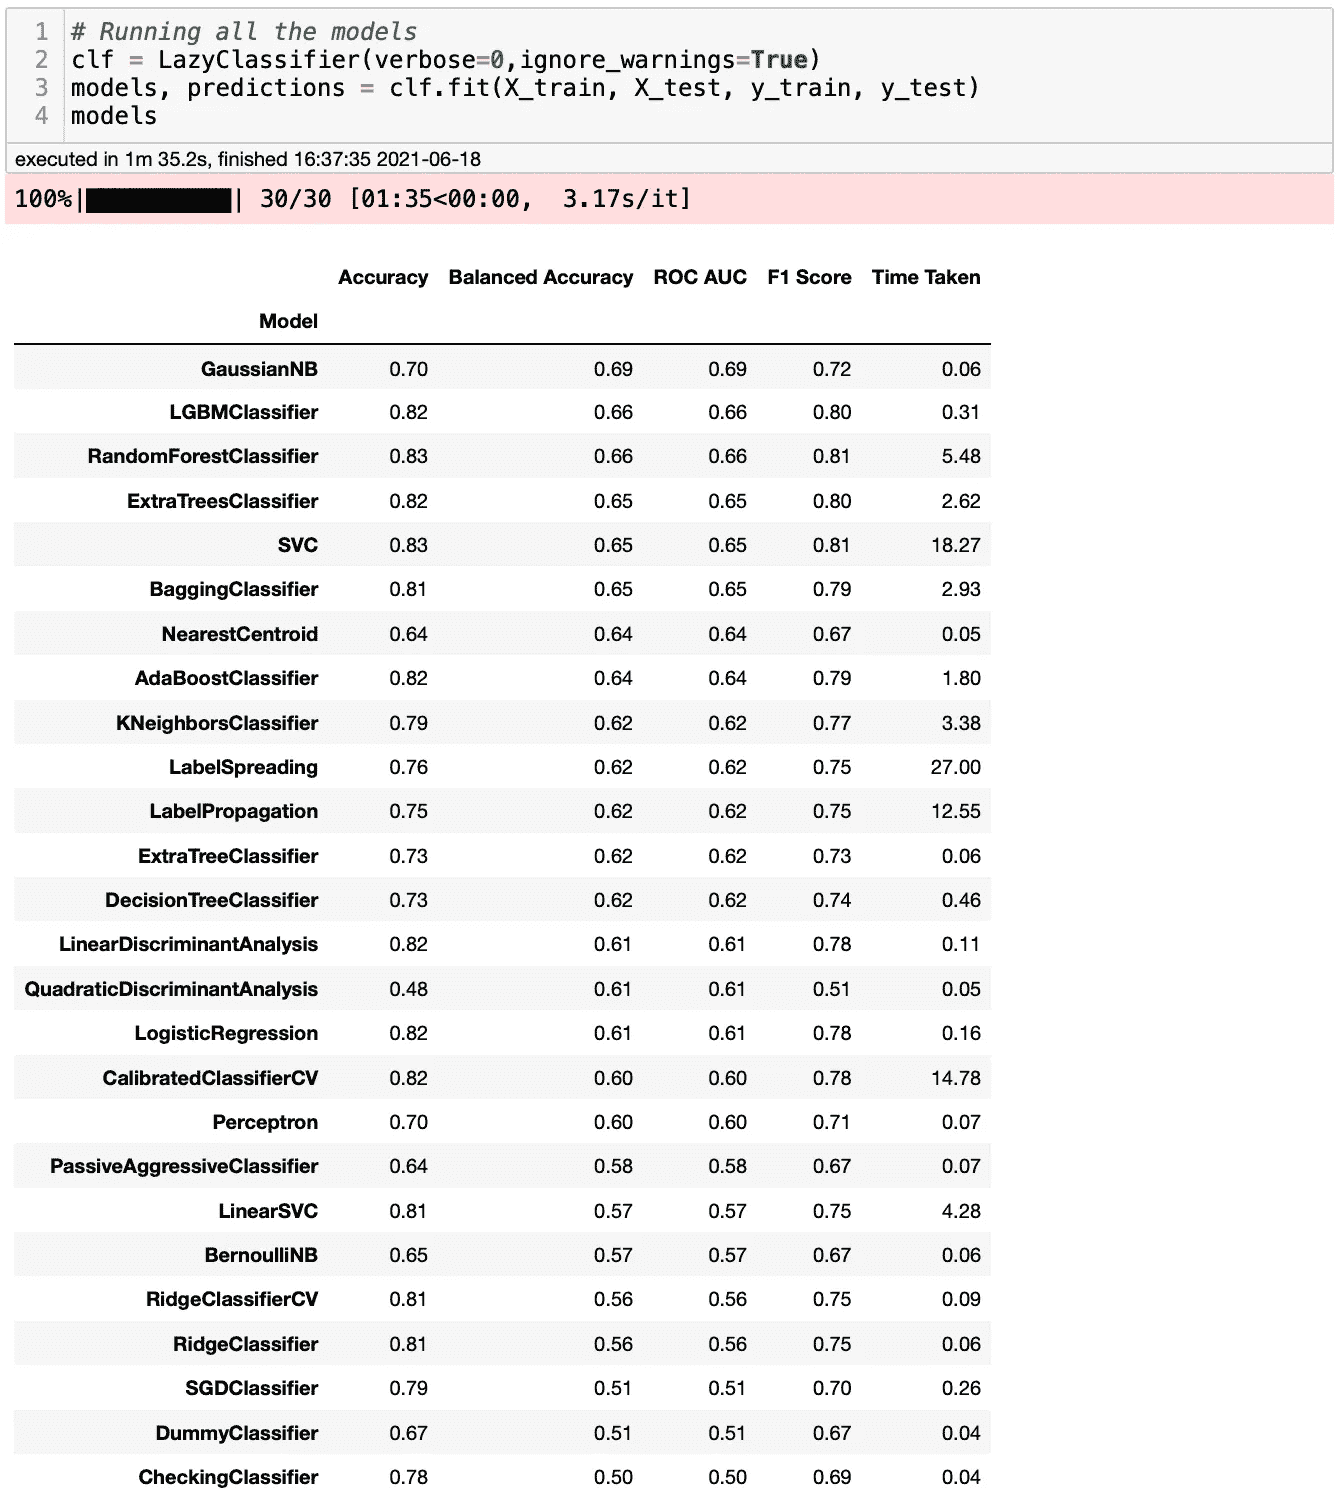 1 # Running all the models
2 clf = LazyClassifier(verbose=0,ignore_warnings=True)
3 models, predictions = clf.fit(X_train, X_test, y_train, y_test)
4 models
executed in 1m 35.2s, finished 16:37:35 2021-06-18
100%|██████████| 30/30 [01:35<00:00, 3.17s/it]
Accuracy Balanced Accuracy ROC AUC F1 Score Time Taken
Model
GaussianNB 0.70 0.69 0.69 0.72 0.06
LGBMClassifier 0.82 0.66 0.66 0.80 0.31
RandomForestClassifier 0.83 0.66 0.66 0.81 5.48
ExtraTreesClassifier 0.82 0.65 0.65 0.80 2.62
SVC 0.83 0.65 0.65 0.81 18.27
BaggingClassifier 0.81 0.65 0.65 0.79 2.93
NearestCentroid 0.64 0.64 0.64 0.67 0.05
AdaBoostClassifier 0.82 0.64 0.64 0.79 1.80
KNeighborsClassifier 0.79 0.62 0.62 0.77 3.38
LabelSpreading 0.76 0.62 0.62 0.75 27.00
LabelPropagation 0.75 0.62 0.62 0.75 12.55
ExtraTreeClassifier 0.73 0.62 0.62 0.73 0.06
DecisionTreeClassifier 0.73 0.62 0.62 0.74 0.46
LinearDiscriminantAnalysis 0.82 0.61 0.61 0.78 0.11
QuadraticDiscriminantAnalysis 0.48 0.61 0.61 0.51 0.05
LogisticRegression 0.82 0.61 0.61 0.78 0.16
CalibratedClassifierCV 0.82 0.60 0.60 0.78 14.78
Perceptron 0.70 0.60 0.60 0.71 0.07
PassiveAggressiveClassifier 0.64 0.58 0.58 0.67 0.07
LinearSVC 0.81 0.57 0.57 0.75 4.28
BernoulliNB 0.65 0.57 0.57 0.67 0.06
RidgeClassifierCV 0.81 0.56 0.56 0.75 0.09
RidgeClassifier 0.81 0.56 0.56 0.75 0.06
SGDClassifier 0.79 0.51 0.51 0.70 0.26
DummyClassifier 0.67 0.51 0.51 0.67 0.04
CheckingClassifier 0.78 0.50 0.50 0.69 0.04